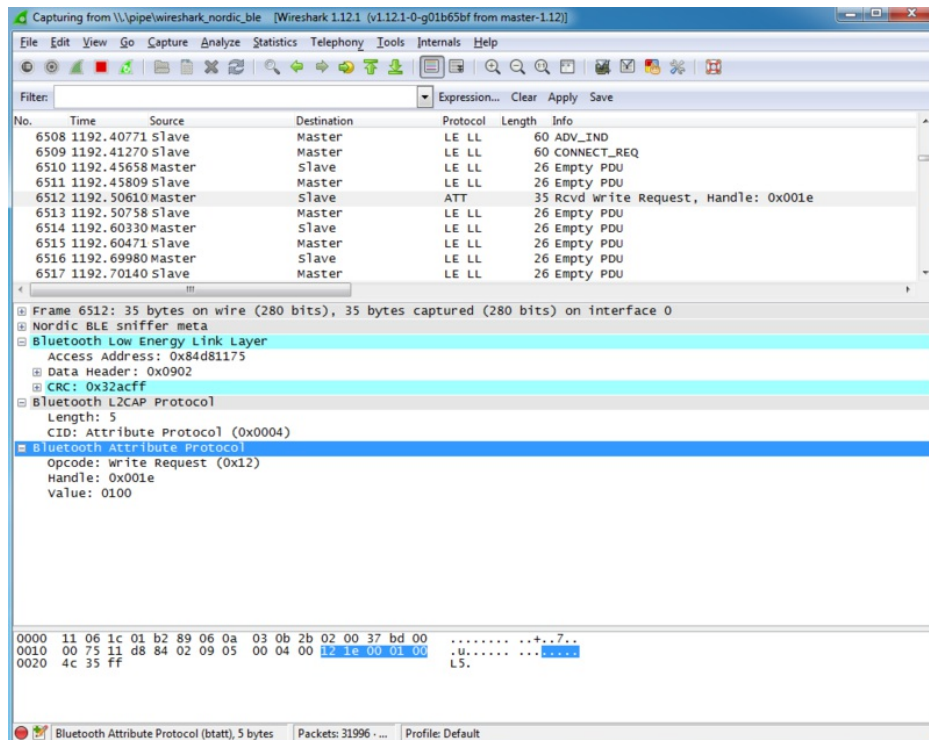 Capturing from \\.\pipe\wireshark_nordic_ble [Wireshark 1.12.1 (v1.12.1-0-g01b65bf from master-1.12)]
File Edit View Go Capture Analyze Statistics Telephony Tools Internals Help
Filter: Expression... Clear Apply Save
No. Time Source Destination Protocol Length Info
6508 1192.40771 Slave Master LE LL 60 ADV_IND
6509 1192.41270 Slave Master LE LL 60 CONNECT_REQ
6510 1192.45658 Master Slave LE LL 26 Empty PDU
6511 1192.45809 Slave Master LE LL 26 Empty PDU
6512 1192.50610 Master Slave ATT 35 Rcvd Write Request, Handle: 0x001e
6513 1192.50758 Slave Master LE LL 26 Empty PDU
6514 1192.60330 Master Slave LE LL 26 Empty PDU
6515 1192.60471 Slave Master LE LL 26 Empty PDU
6516 1192.69980 Master Slave LE LL 26 Empty PDU
6517 1192.70140 Slave Master LE LL 26 Empty PDU
Frame 6512: 35 bytes on wire (280 bits), 35 bytes captured (280 bits) on interface 0
Nordic BLE sniffer meta
Bluetooth Low Energy Link Layer
Access Address: 0x84d81175
Data Header: 0x0902
CRC: 0x32acff
Bluetooth L2CAP Protocol
Length: 5
CID: Attribute Protocol (0x0004)
Bluetooth Attribute Protocol
Opcode: Write Request (0x12)
Handle: 0x001e
Value: 0100
0000 11 06 1c 01 b2 89 06 0a 03 0b 2b 02 00 37 bd 00 ........ ..+..7..
0010 00 75 11 d8 84 02 09 05 00 04 00 12 1e 00 01 00 .u...... ........
0020 4c 35 ff L5.
Bluetooth Attribute Protocol (btatt), 5 bytes Packets: 31996 · ... Profile: Default